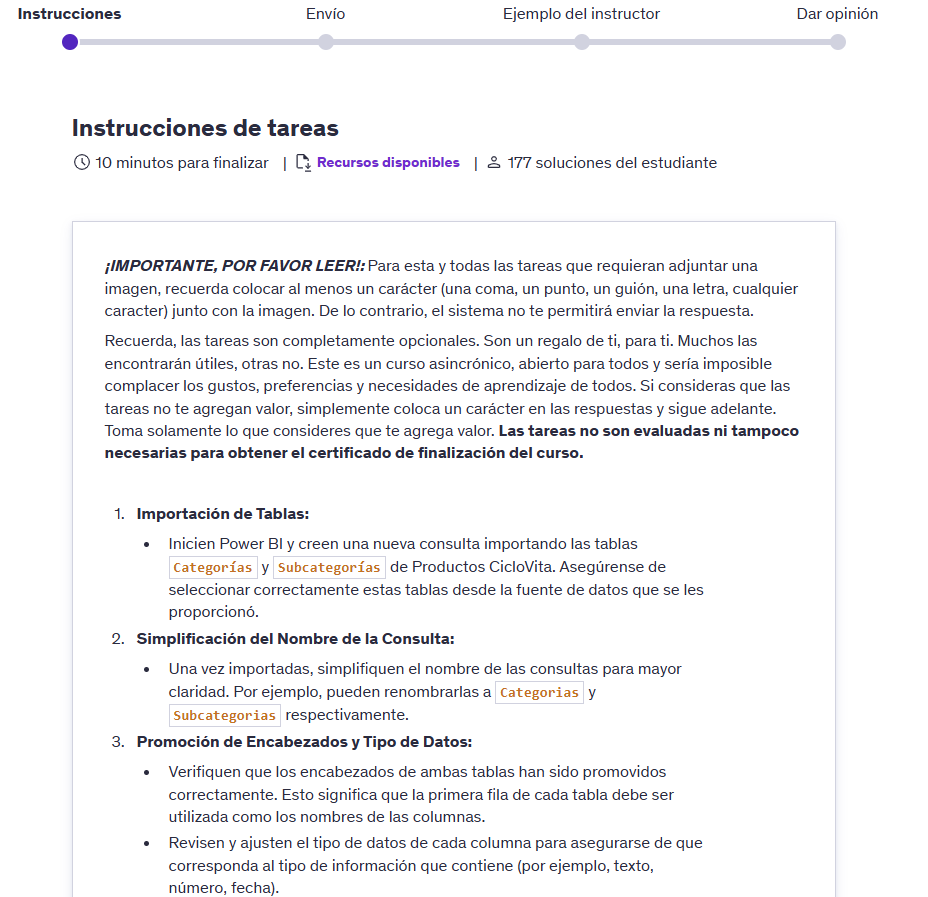 Instrucciones Envío Ejemplo del instructor Dar opinión
Instrucciones de tareas
10 minutos para finalizar | Recursos disponibles | 177 soluciones del estudiante
¡IMPORTANTE, POR FAVOR LEER!: Para esta y todas las tareas que requieran adjuntar una
imagen, recuerda colocar al menos un carácter (una coma, un punto, un guión, una letra, cualquier
caracter) junto con la imagen. De lo contrario, el sistema no te permitirá enviar la respuesta.
Recuerda, las tareas son completamente opcionales. Son un regalo de ti, para ti. Muchos las
encontrarán útiles, otras no. Este es un curso asincrónico, abierto para todos y sería imposible
complacer los gustos, preferencias y necesidades de aprendizaje de todos. Si consideras que las
tareas no te agregan valor, simplemente coloca un carácter en las respuestas y sigue adelante.
Toma solamente lo que consideres que te agrega valor. Las tareas no son evaluadas ni tampoco
necesarias para obtener el certificado de finalización del curso.
1. Importación de Tablas:
• Inicien Power BI y creen una nueva consulta importando las tablas
Categorías y Subcategorías de Productos CicloVita. Asegúrense de
seleccionar correctamente estas tablas desde la fuente de datos que se les
proporcionó.
2. Simplificación del Nombre de la Consulta:
• Una vez importadas, simplifiquen el nombre de las consultas para mayor
claridad. Por ejemplo, pueden renombrarlas a Categorias y
Subcategorias respectivamente.
3. Promoción de Encabezados y Tipo de Datos:
• Verifiquen que los encabezados de ambas tablas han sido promovidos
correctamente. Esto significa que la primera fila de cada tabla debe ser
utilizada como los nombres de las columnas.
• Revisen y ajusten el tipo de datos de cada columna para asegurarse de que
corresponda al tipo de información que contiene (por ejemplo, texto,
número, fecha).